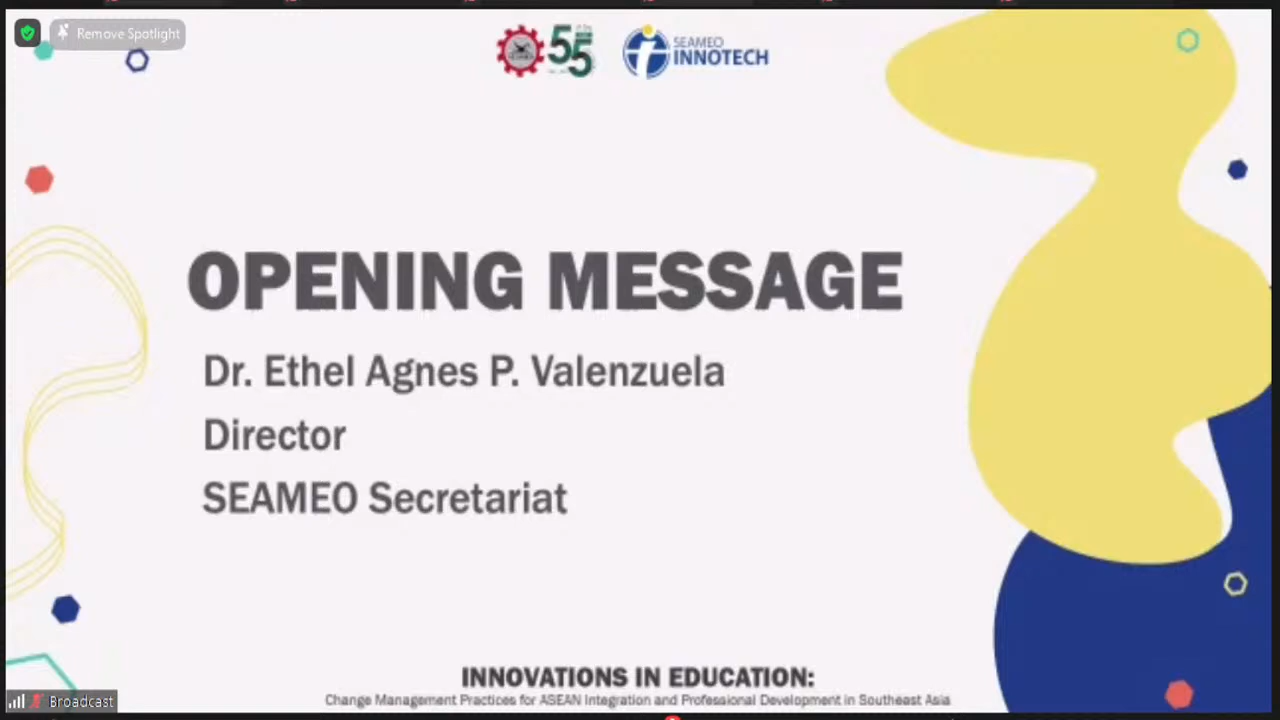 Remove Spotlight
55
SEAMEO
INNOTECH
OPENING MESSAGE
Dr. Ethel Agnes P. Valenzuela
Director
SEAMEO Secretariat
INNOVATIONS IN EDUCATION:
Change Management Practices for ASEAN Integration and Professional Development in Southeast Asia
Broadcast